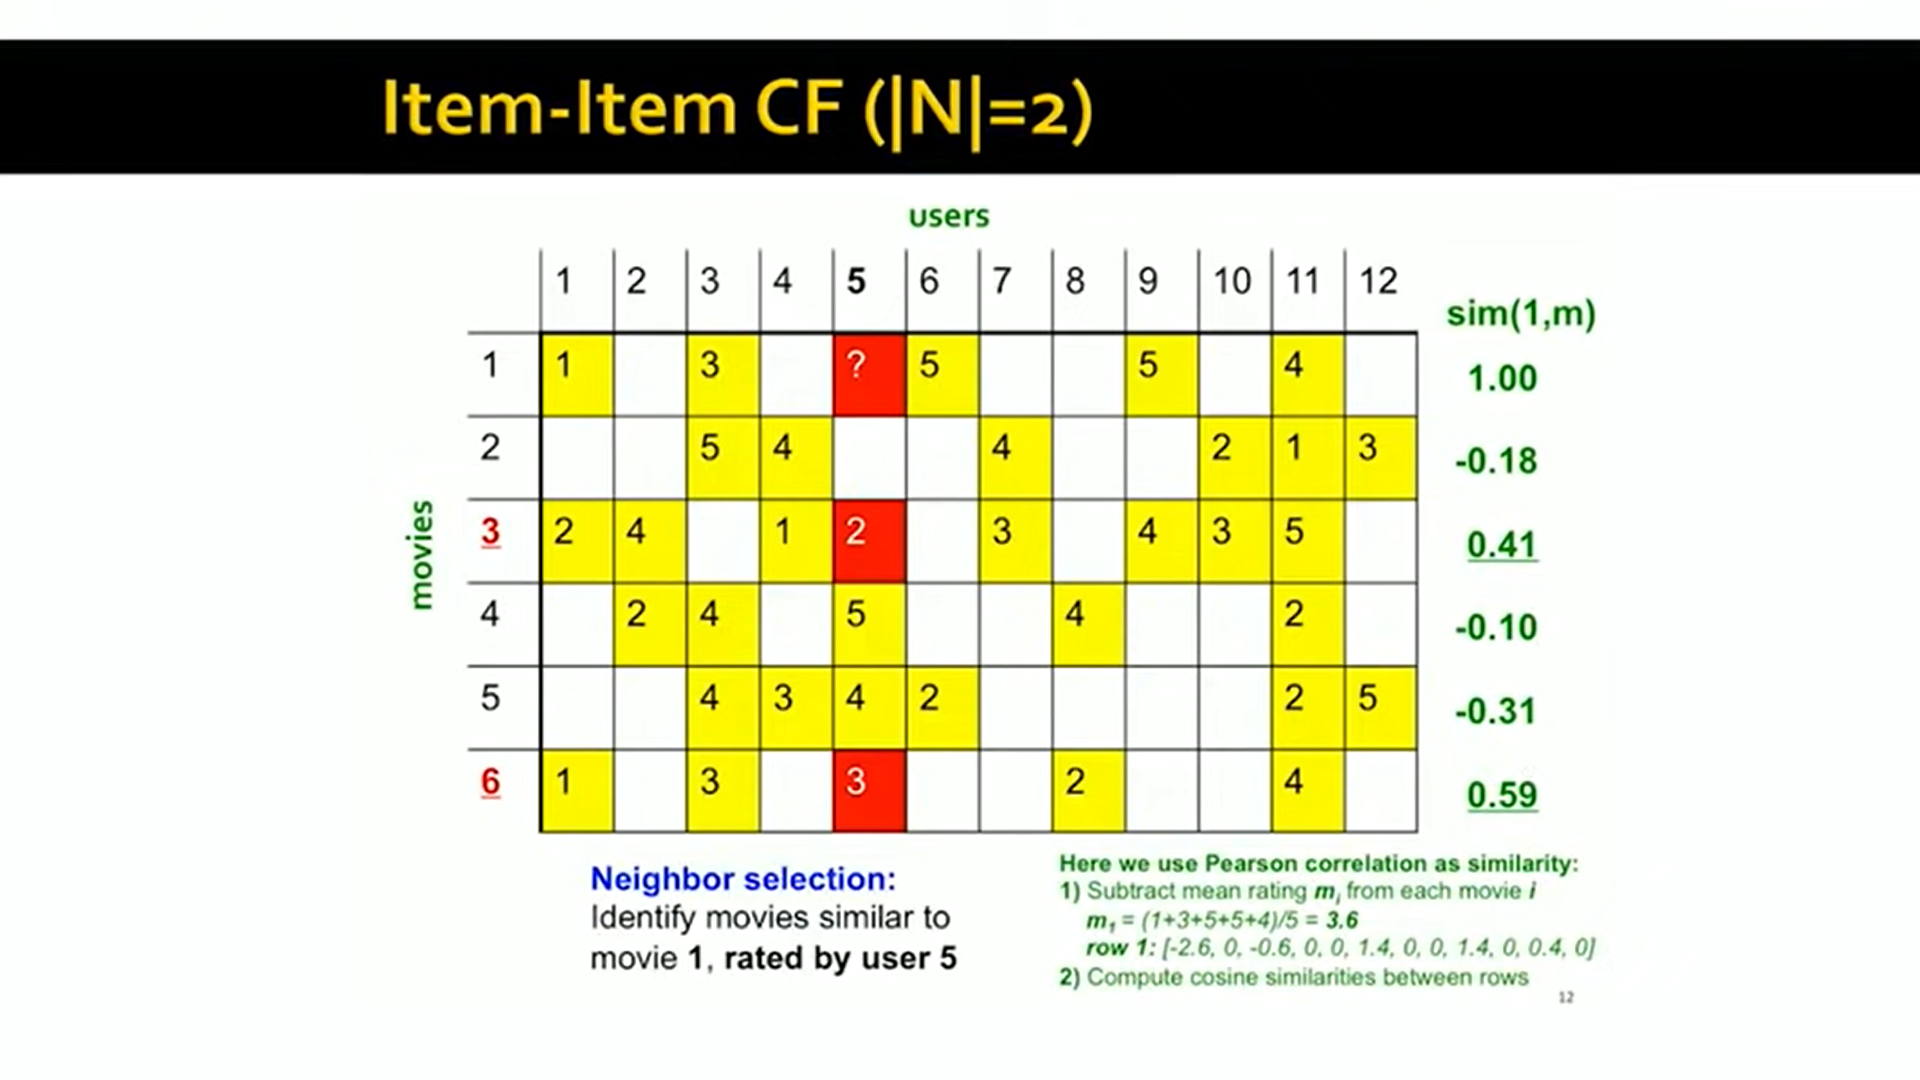 Item-Item CF (|N|=2)
users
1 2 3 4 5 6 7 8 9 10 11 12
sim(1,m)
1 1 3 ? 5 5 4 1.00
2 5 4 4 2 1 3 -0.18
movies
3 2 4 1 2 3 4 3 5 0.41
4 2 4 5 4 2 -0.10
5 4 3 4 2 2 5 -0.31
6 1 3 3 2 4 0.59
Neighbor selection:
Identify movies similar to
movie 1, rated by user 5
Here we use Pearson correlation as similarity:
1) Subtract mean rating mᵢ from each movie i
m₁ = (1+3+5+5+4)/5 = 3.6
row 1: [-2.6, 0, -0.6, 0, 0, 1.4, 0, 0, 1.4, 0, 0.4, 0]
2) Compute cosine similarities between rows
12